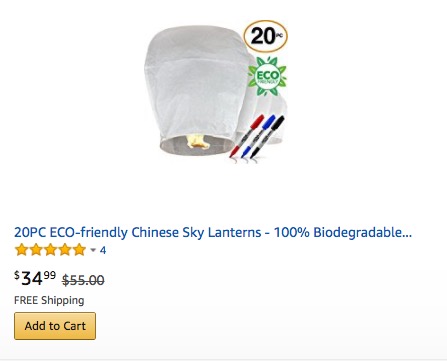 20PC
ECO
FRIENDLY
20PC ECO-friendly Chinese Sky Lanterns - 100% Biodegradable...
4
$34 99 $55.00
FREE Shipping
Add to Cart